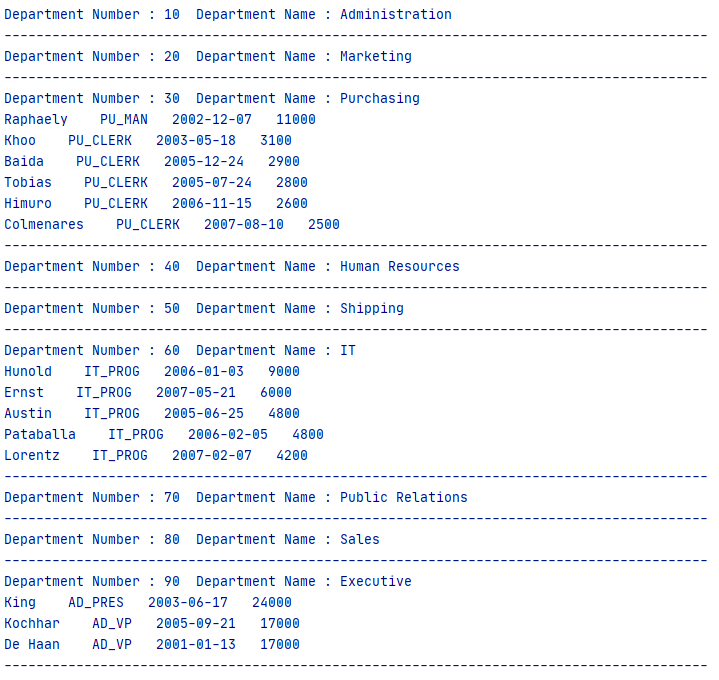 Department Number : 10  Department Name : Administration
----------------------------------------------------------------------------------------
Department Number : 20  Department Name : Marketing
----------------------------------------------------------------------------------------
Department Number : 30  Department Name : Purchasing
Raphaely    PU_MAN   2002-12-07   11000
Khoo    PU_CLERK   2003-05-18   3100
Baida    PU_CLERK   2005-12-24   2900
Tobias    PU_CLERK   2005-07-24   2800
Himuro    PU_CLERK   2006-11-15   2600
Colmenares    PU_CLERK   2007-08-10   2500
----------------------------------------------------------------------------------------
Department Number : 40  Department Name : Human Resources
----------------------------------------------------------------------------------------
Department Number : 50  Department Name : Shipping
----------------------------------------------------------------------------------------
Department Number : 60  Department Name : IT
Hunold    IT_PROG   2006-01-03   9000
Ernst    IT_PROG   2007-05-21   6000
Austin    IT_PROG   2005-06-25   4800
Pataballa    IT_PROG   2006-02-05   4800
Lorentz    IT_PROG   2007-02-07   4200
----------------------------------------------------------------------------------------
Department Number : 70  Department Name : Public Relations
----------------------------------------------------------------------------------------
Department Number : 80  Department Name : Sales
----------------------------------------------------------------------------------------
Department Number : 90  Department Name : Executive
King    AD_PRES   2003-06-17   24000
Kochhar    AD_VP   2005-09-21   17000
De Haan    AD_VP   2001-01-13   17000
----------------------------------------------------------------------------------------